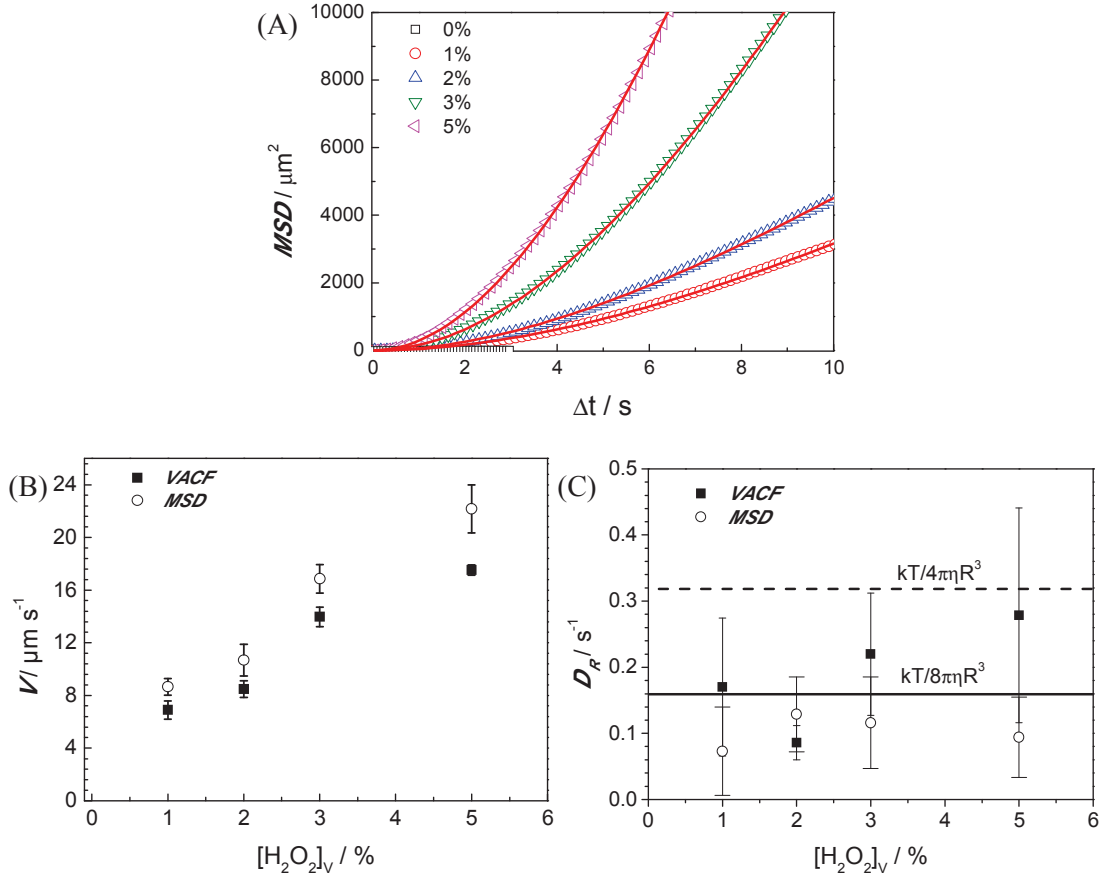 (A)
10000
8000
6000
4000
2000
0
MSD / μm²
0%
1%
2%
3%
5%
0 2 4 6 8 10
Δt / s
(B)
24
20
16
12
8
4
0
V / μm s⁻¹
VACF
MSD
0 1 2 3 4 5 6
[H₂O₂]ᵥ / %
(C)
0.5
0.4
0.3
0.2
0.1
0.0
D_R / s⁻¹
VACF
MSD
kT/4πηR³
kT/8πηR³
0 1 2 3 4 5 6
[H₂O₂]ᵥ / %